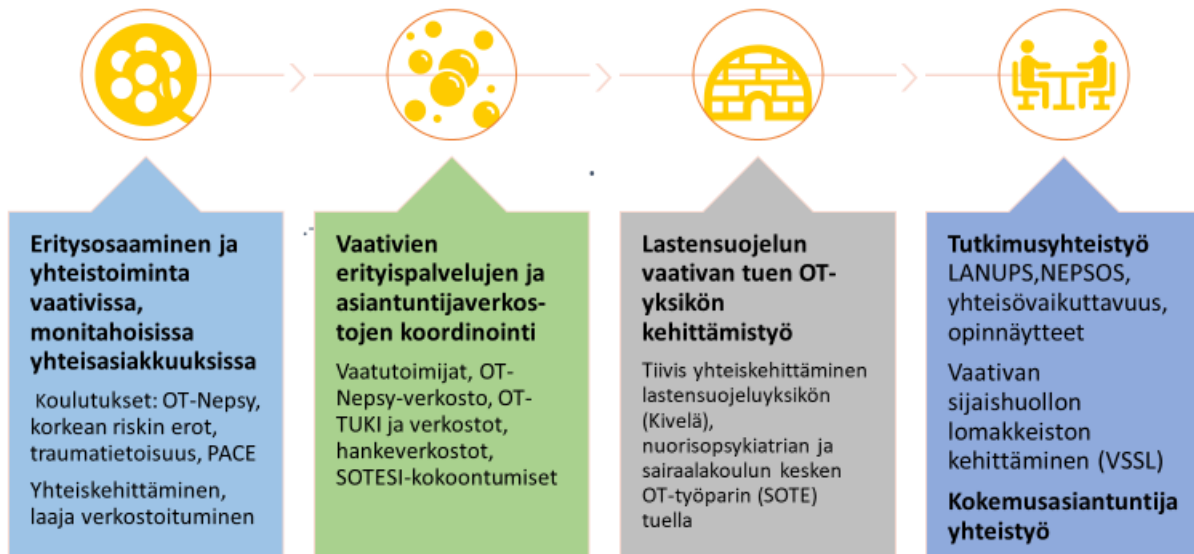 Eritysosaaminen ja
yhteistoiminta
vaativissa,
monitahoisissa
yhteisasiakkuuksissa
Koulutukset: OT-Nepsy,
korkean riskin erot,
traumatietoisuus, PACE
Yhteiskehittäminen,
laaja verkostoituminen
Vaativien
erityispalvelujen ja
asiantuntijaverkos-
tojen koordinointi
Vaatutoimijat, OT-
Nepsy-verkosto, OT-
TUKI ja verkostot,
hankeverkostot,
SOTESI-kokoontumiset
Lastensuojelun
vaativan tuen OT-
yksikön
kehittämistyö
Tiivis yhteiskehittäminen
lastensuojeluyksikön
(Kivelä),
nuorisopsykiatrian ja
sairaalakoulun kesken
OT-työparin (SOTE)
tuella
Tutkimusyhteistyö
LANUPS,NEPSOS,
yhteisövaikuttavuus,
opinnäytteet
Vaativan
sijaishuollon
lomakkeiston
kehittäminen (VSSL)
Kokemusasiantuntija
yhteistyö